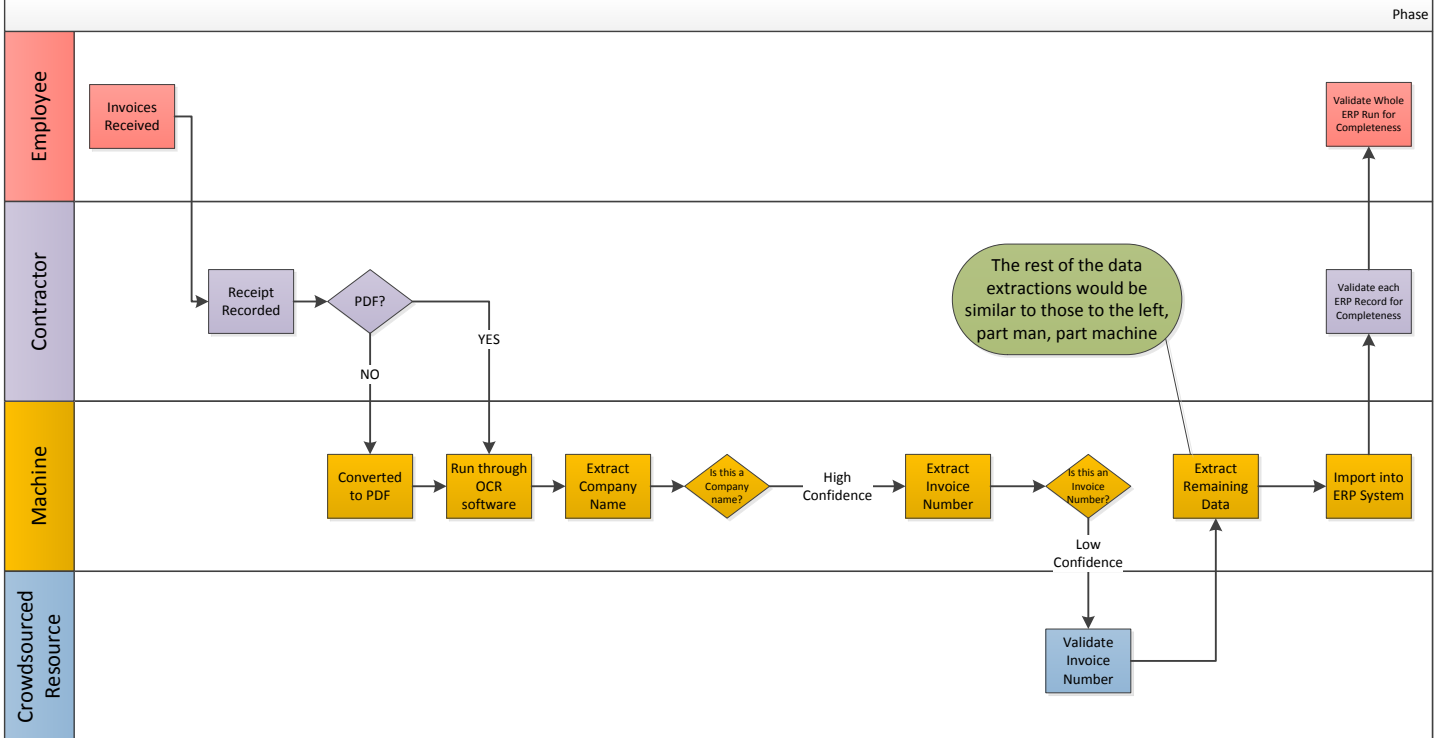 Phase
Employee
Invoices
Received
Validate Whole
ERP Run for
Completeness
Contractor
Receipt
Recorded
PDF?
YES
NO
The rest of the data
extractions would be
similar to those to the left,
part man, part machine
Validate each
ERP Record for
Completeness
Machine
Converted
to PDF
Run through
OCR
software
Extract
Company
Name
Is this a
Company
name?
High
Confidence
Extract
Invoice
Number
Is this an
Invoice
Number?
Low
Confidence
Extract
Remaining
Data
Import into
ERP System
Crowdsourced
Resource
Validate
Invoice
Number